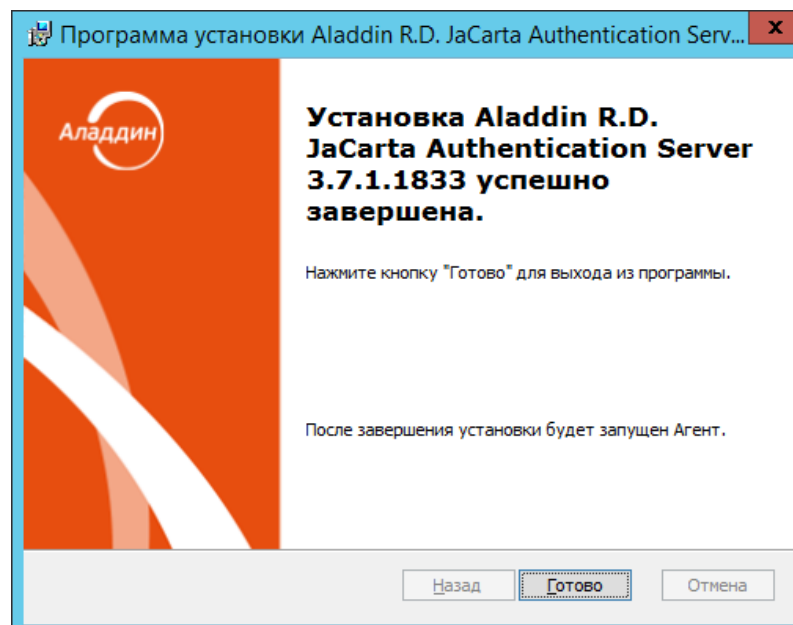 Программа установки Aladdin R.D. JaCarta Authentication Serv...
x
Аладдин
Установка Aladdin R.D.
JaCarta Authentication Server
3.7.1.1833 успешно
завершена.
Нажмите кнопку "Готово" для выхода из программы.
После завершения установки будет запущен Агент.
Назад
Готово
Отмена